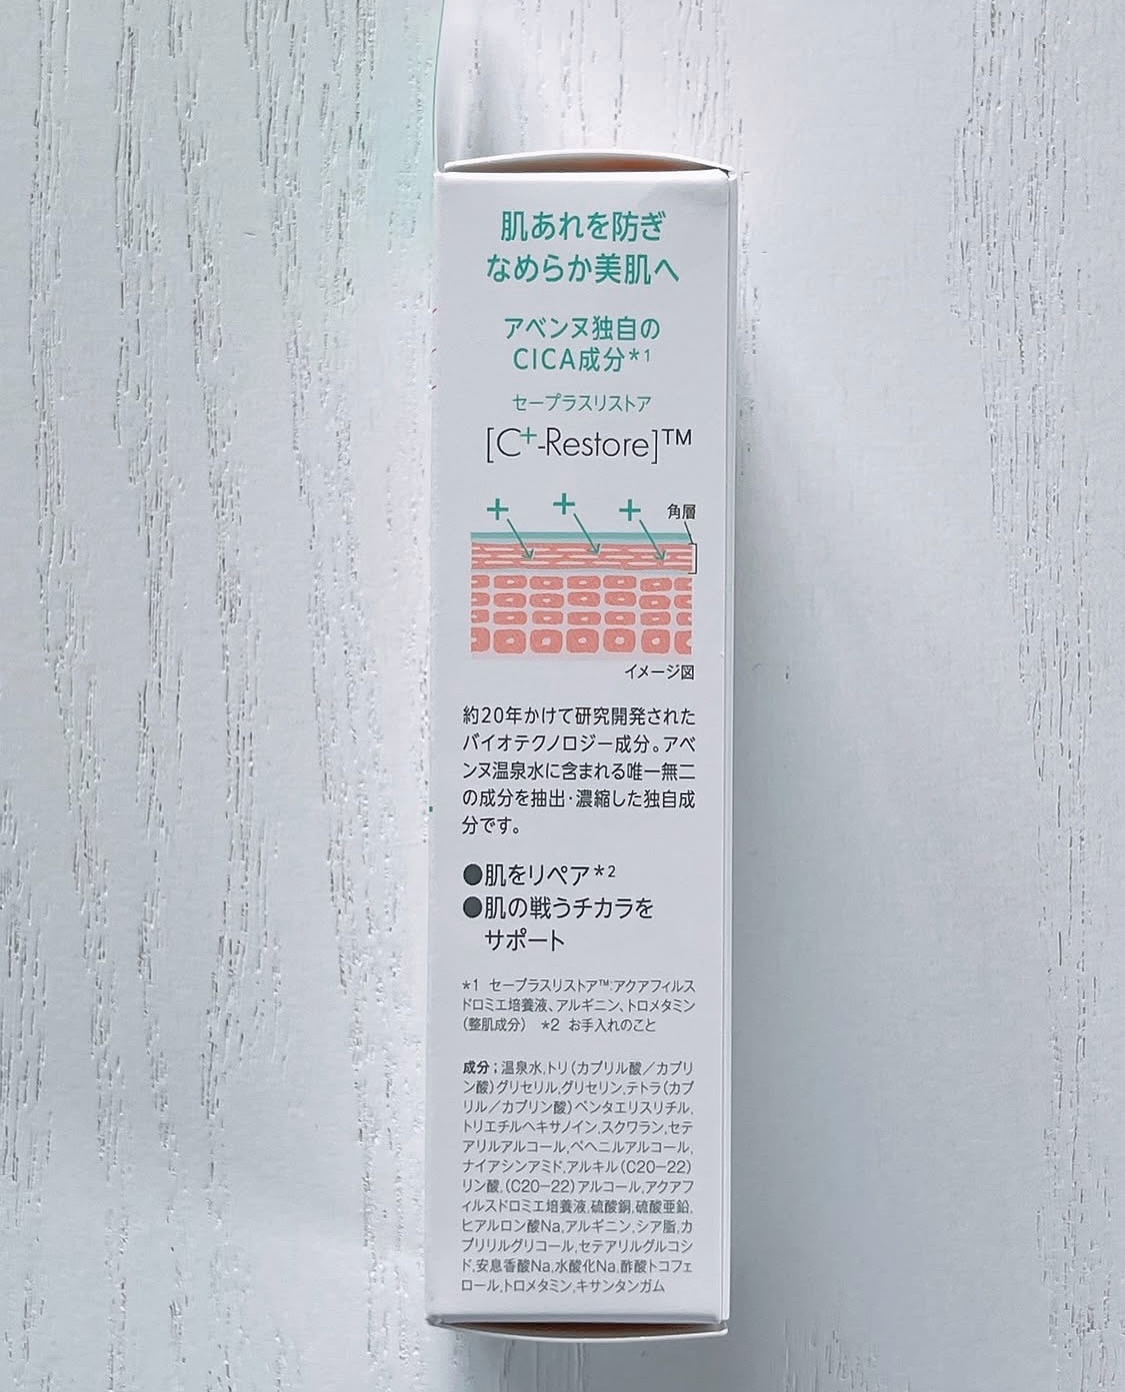 肌あれを防ぎ
なめらか美肌へ
アベンヌ独自の
CICA成分*1
セープラスリストア
[C+-Restore]™
+ + + 角層
イメージ図
約20年かけて研究開発された
バイオテクノロジー成分。アベ
ンヌ温泉水に含まれる唯一無二
の成分を抽出・濃縮した独自成
分です。
●肌をリペア*2
●肌の戦うチカラを
サポート
*1 セープラスリストア™:アクアフィルス
ドロミエ培養液、アルギニン、トロメタミン
(整肌成分) *2 お手入れのこと
成分；温泉水,トリ(カプリル酸／カプリ
ン酸)グリセリル,グリセリン,テトラ(カプ
リル／カプリン酸)ペンタエリスリチル,
トリエチルヘキサノイン,スクワラン,セテ
アリルアルコール,ベヘニルアルコール,
ナイアシンアミド,アルキル(C20-22)
リン酸,(C20-22)アルコール,アクアフ
ィルスドロミエ培養液,硫酸銅,硫酸亜鉛,
ヒアルロン酸Na,アルギニン,シア脂,カ
プリリルグリコール,セテアリルグルコシ
ド,安息香酸Na,水酸化Na,酢酸トコフェ
ロール,トロメタミン,キサンタンガム